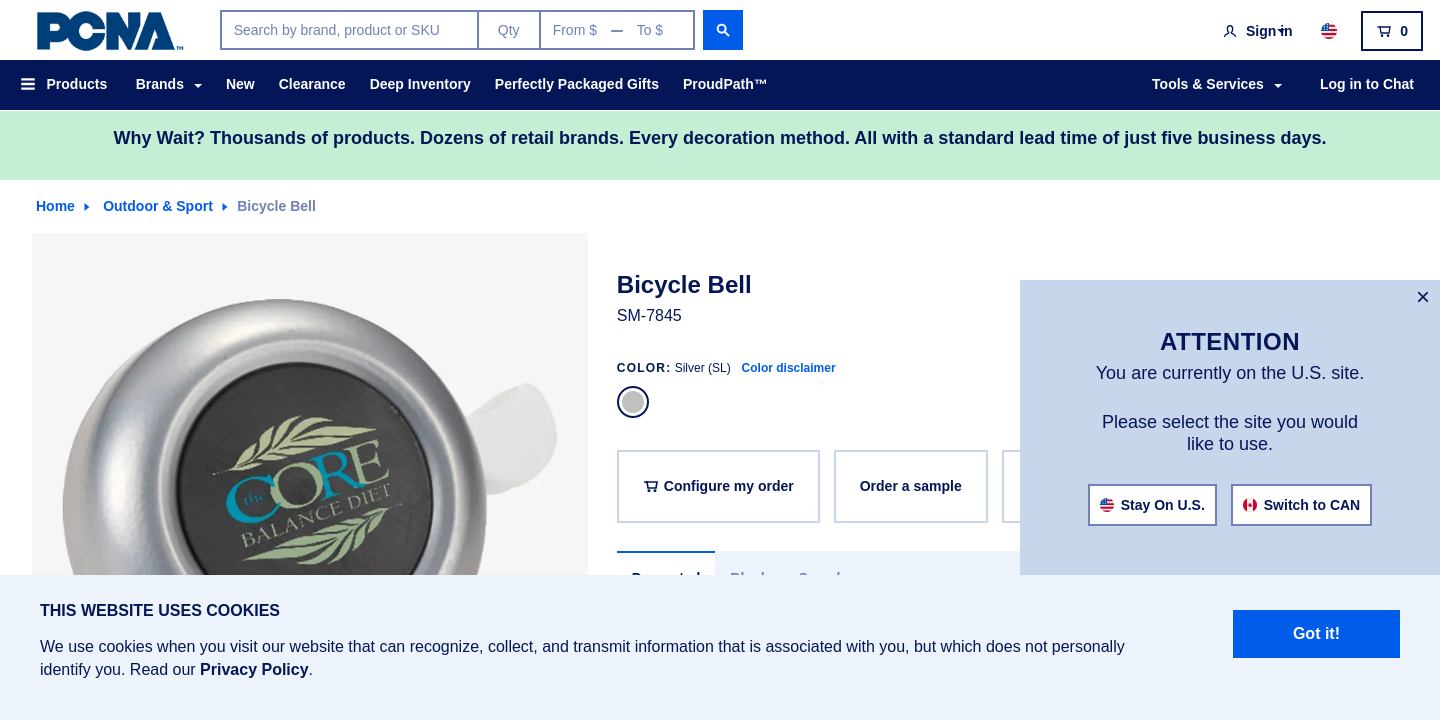 PCNA™
Search by brand, product or SKU
Qty
From $ — To $
Sign in
0
Products
Brands
New
Clearance
Deep Inventory
Perfectly Packaged Gifts
ProudPath™
Tools & Services
Log in to Chat
Why Wait? Thousands of products. Dozens of retail brands. Every decoration method. All with a standard lead time of just five business days.
Home
Outdoor & Sport
Bicycle Bell
the CORE
BALANCE DIET
Bicycle Bell
SM-7845
COLOR: Silver (SL) Color disclaimer
Configure my order
Order a sample
×
ATTENTION
You are currently on the U.S. site.
Please select the site you would
like to use.
Stay On U.S.
Switch to CAN
THIS WEBSITE USES COOKIES
We use cookies when you visit our website that can recognize, collect, and transmit information that is associated with you, but which does not personally
identify you. Read our Privacy Policy.
Got it!